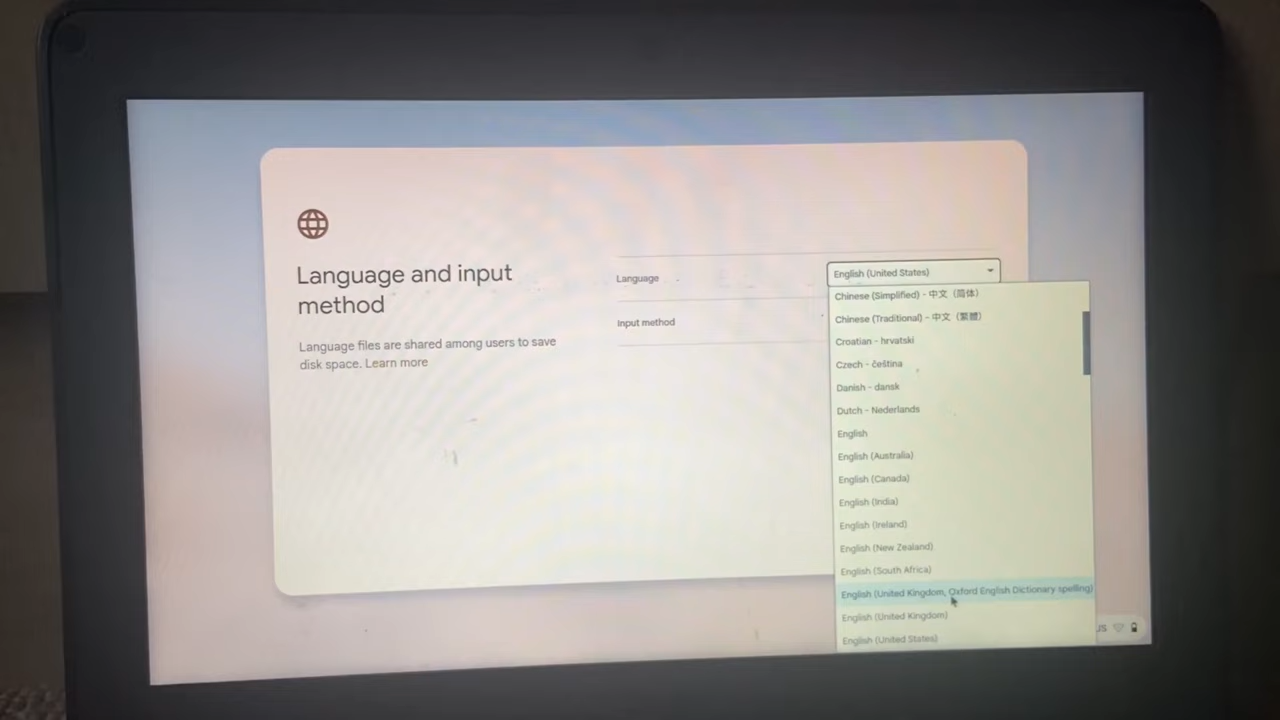 Language and input
method
Language files are shared among users to save
disk space. Learn more
Language
English (United States)
Input method
Chinese (Simplified) - 中文（简体）
Chinese (Traditional) - 中文（繁體）
Croatian - hrvatski
Czech - čeština
Danish - dansk
Dutch - Nederlands
English
English (Australia)
English (Canada)
English (India)
English (Ireland)
English (New Zealand)
English (South Africa)
English (United Kingdom, Oxford English Dictionary spelling)
English (United Kingdom)
English (United States)